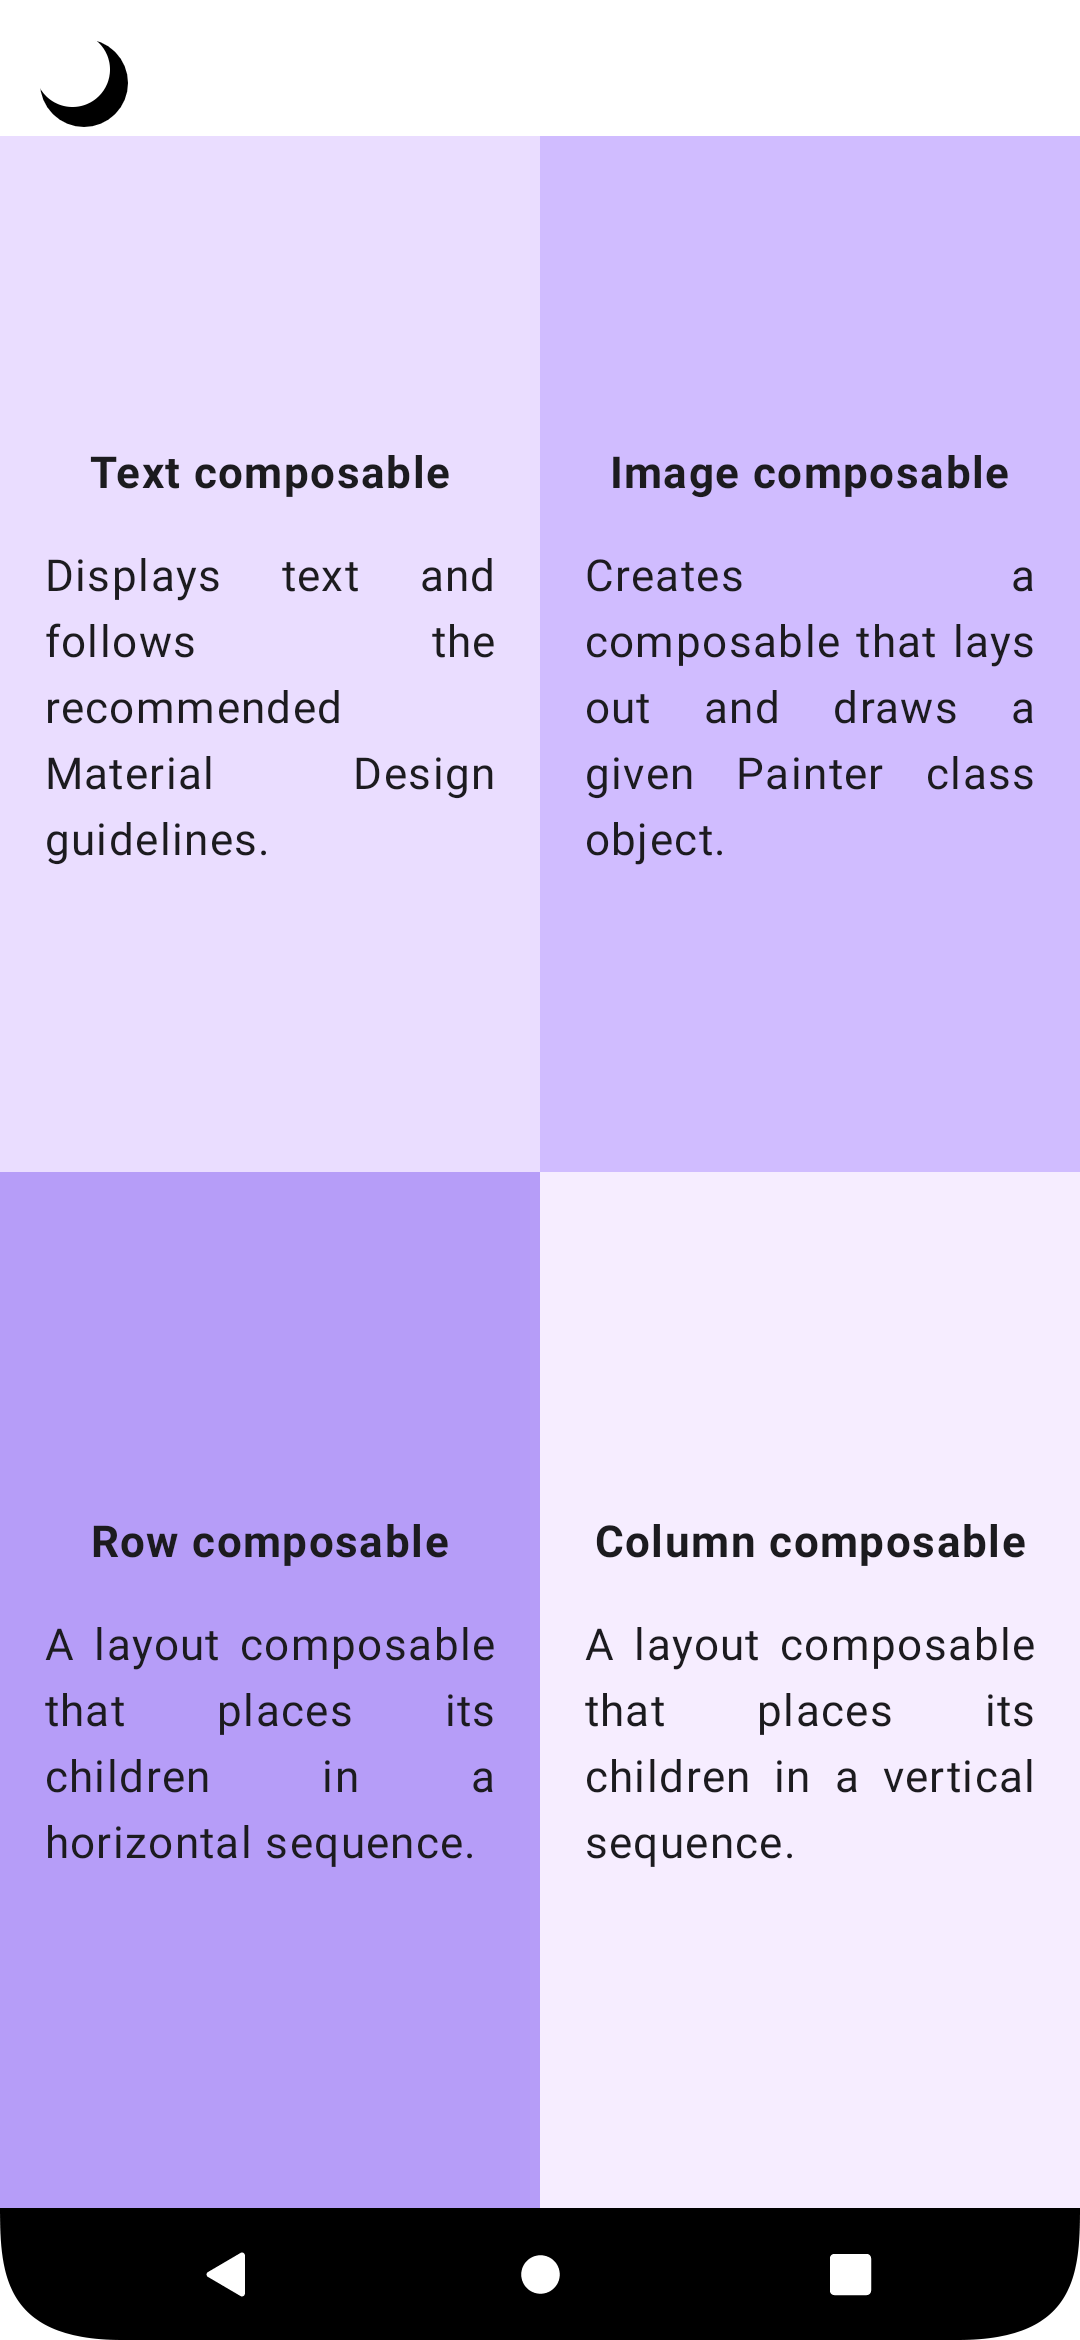 Text composable
Displays text and
follows the
recommended
Material Design
guidelines.
Image composable
Creates a
composable that lays
out and draws a
given Painter class
object.
Row composable
A layout composable
that places its
children in a
horizontal sequence.
Column composable
A layout composable
that places its
children in a vertical
sequence.